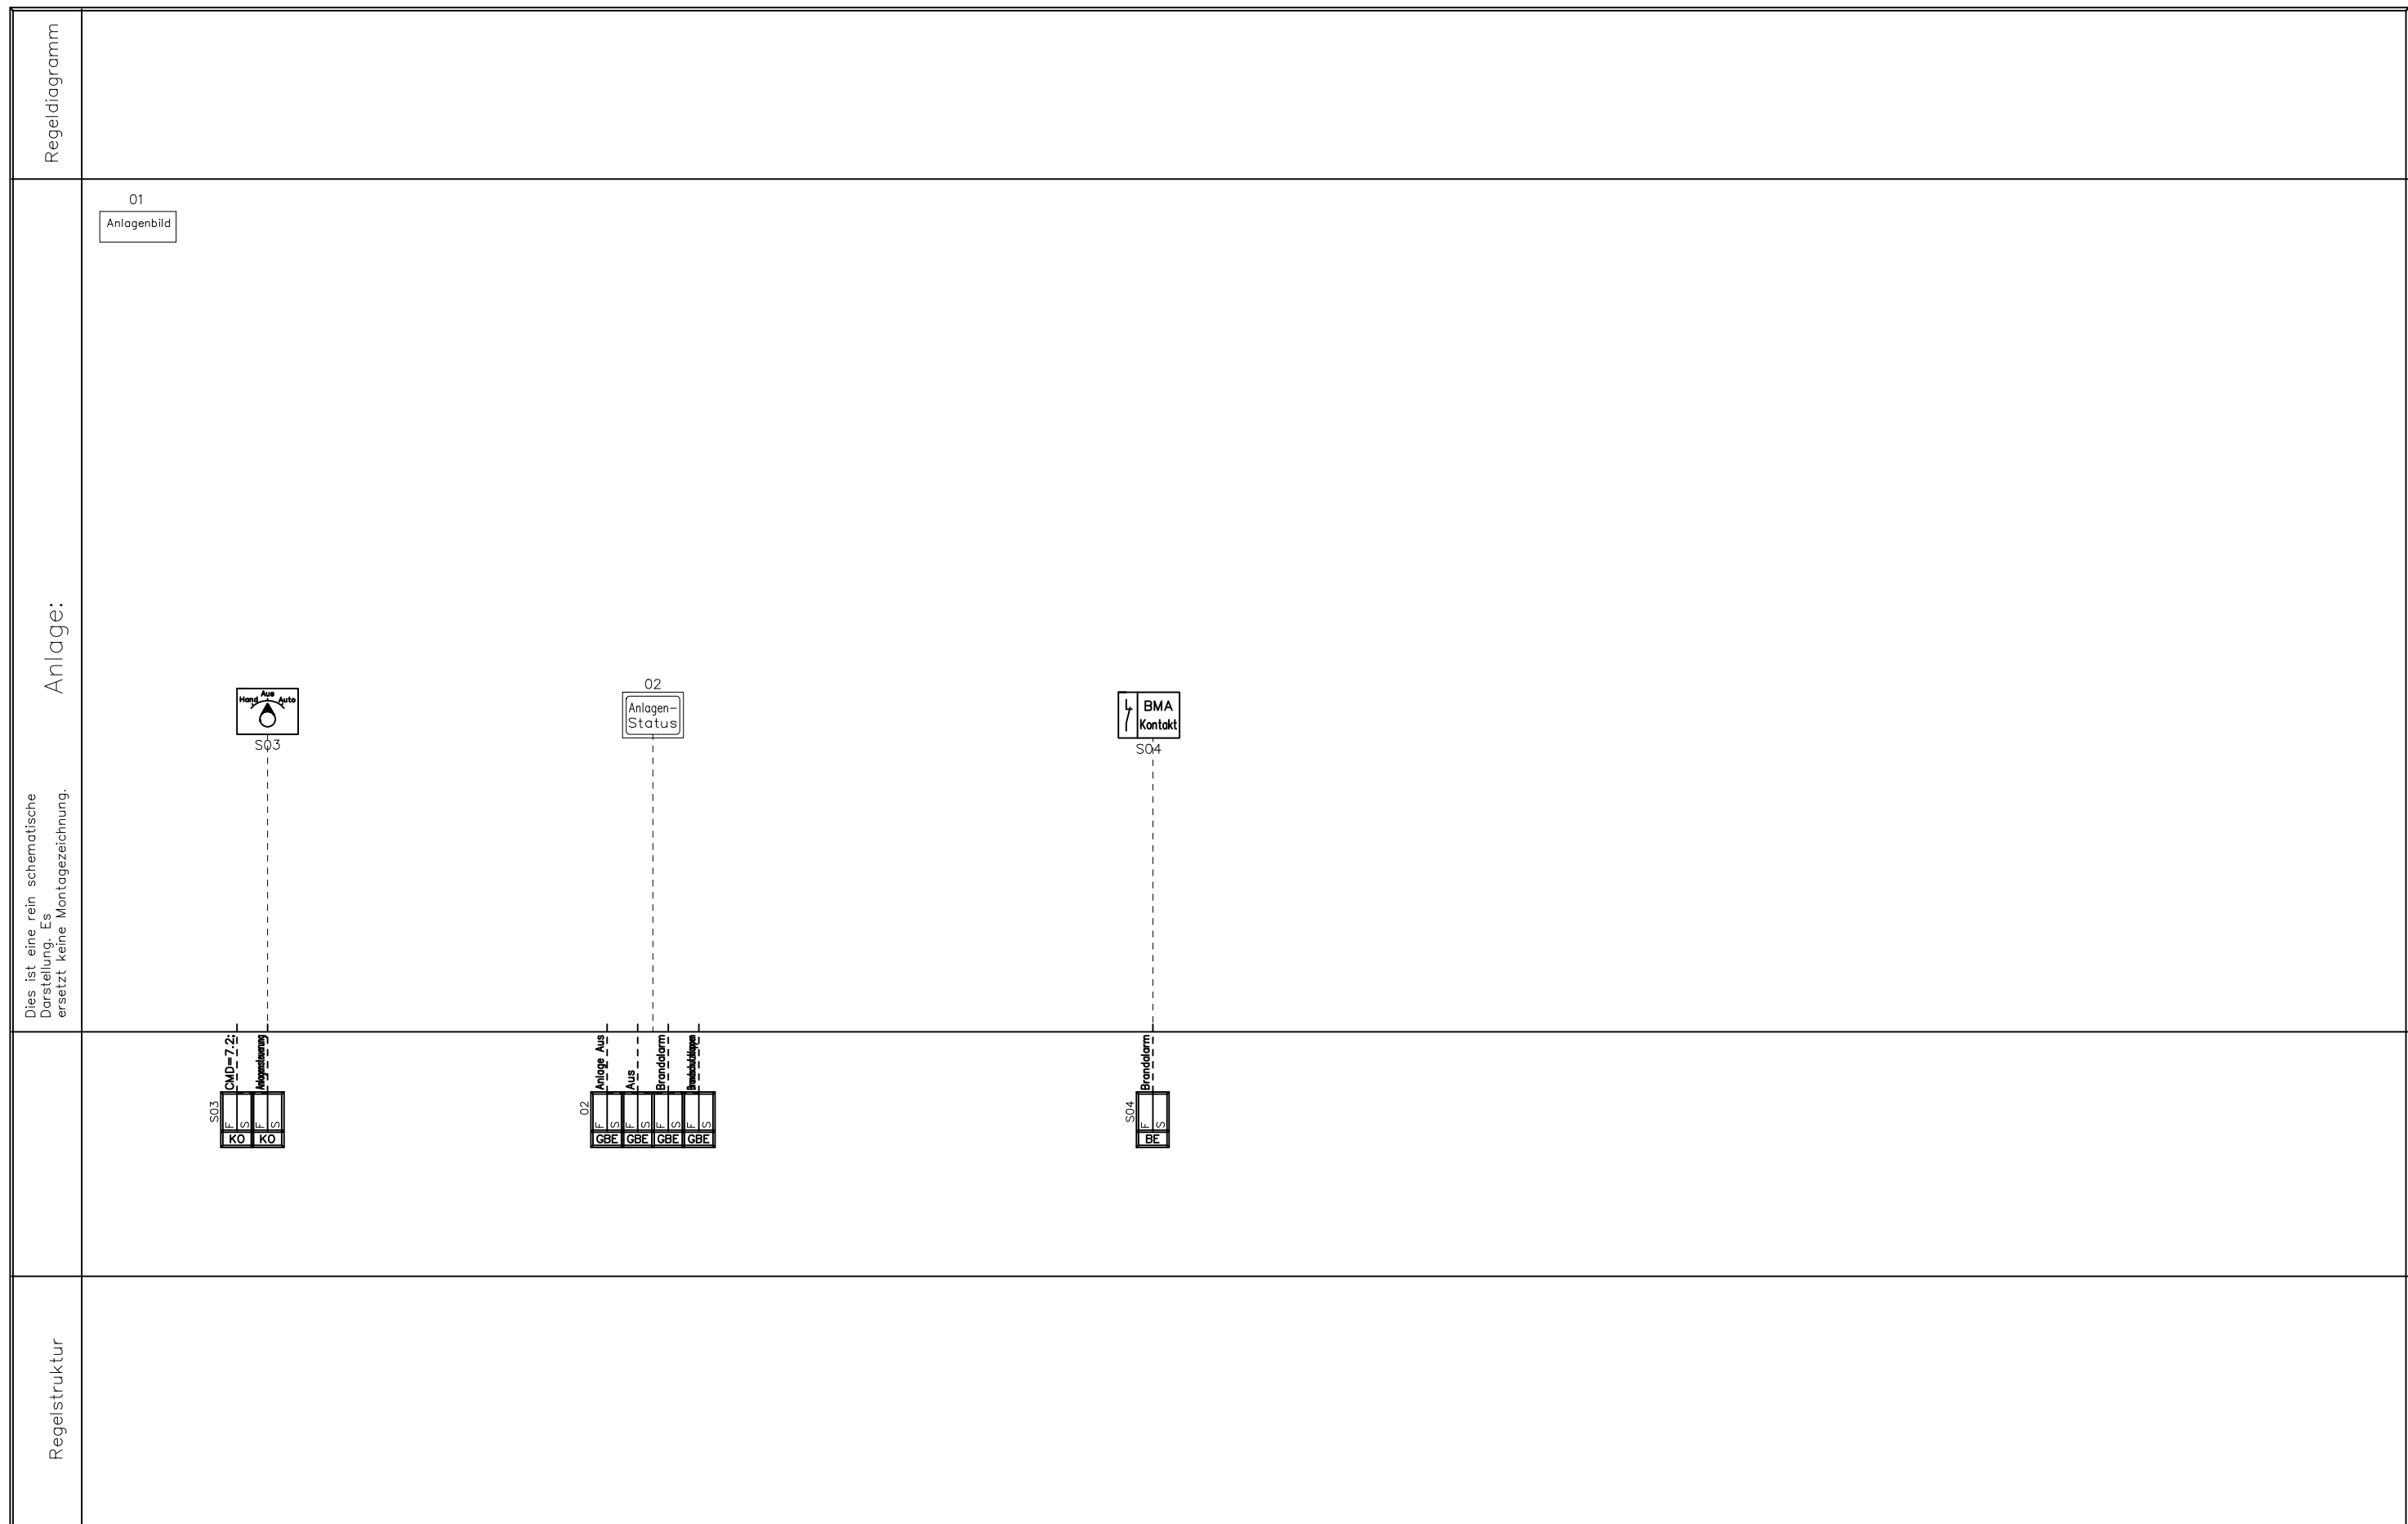 Regeldiagramm
01
Anlagenbild
Anlage:
Dies ist eine rein schematische
Darstellung. Es
ersetzt keine Montagezeichnung.
Hand
Aus
Auto
S03
02
Anlagen-
Status
BMA
Kontakt
S04
CMD=7.2;
Anlagensteuerung
S03
F
S
F
S
KO
KO
Anlage Aus
Aus
Brandalarm
Brandschutzklappen
02
F
S
F
S
F
S
F
S
GBE
GBE
GBE
GBE
Brandalarm
S04
F
S
BE
Regelstruktur